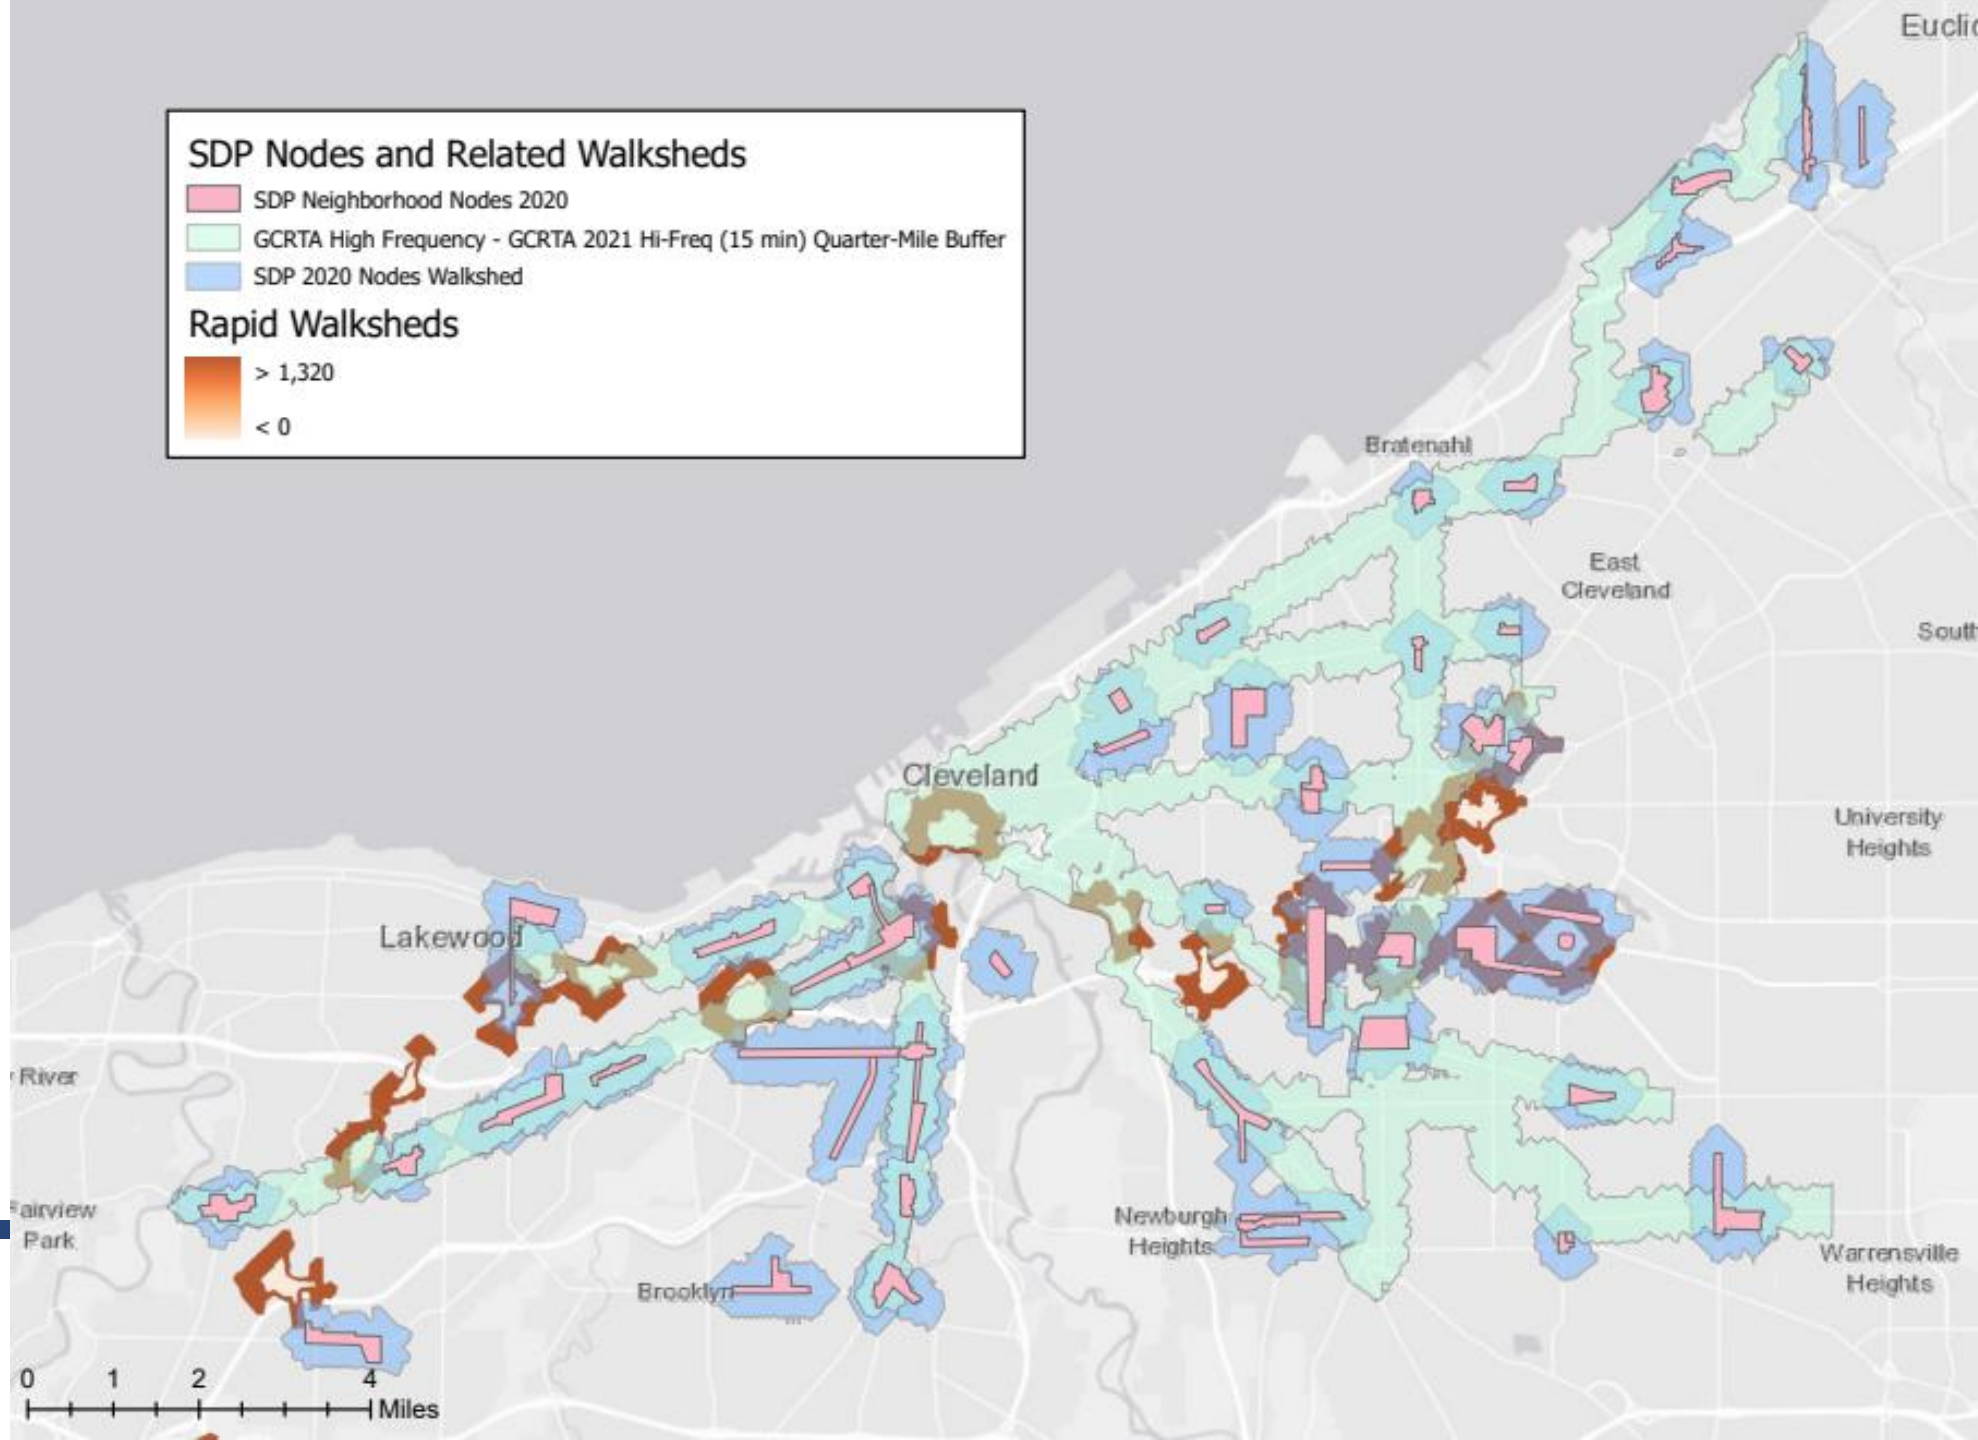 Euclid
SDP Nodes and Related Walksheds
SDP Neighborhood Nodes 2020
GCRTA High Frequency - GCRTA 2021 Hi-Freq (15 min) Quarter-Mile Buffer
SDP 2020 Nodes Walkshed
Rapid Walksheds
> 1,320
< 0
Bratenahl
East
Cleveland
South
Cleveland
University
Heights
Lakewood
River
Fairview
Park
Newburgh
Heights
Warrensville
Heights
Brooklyn
0 1 2 4
Miles